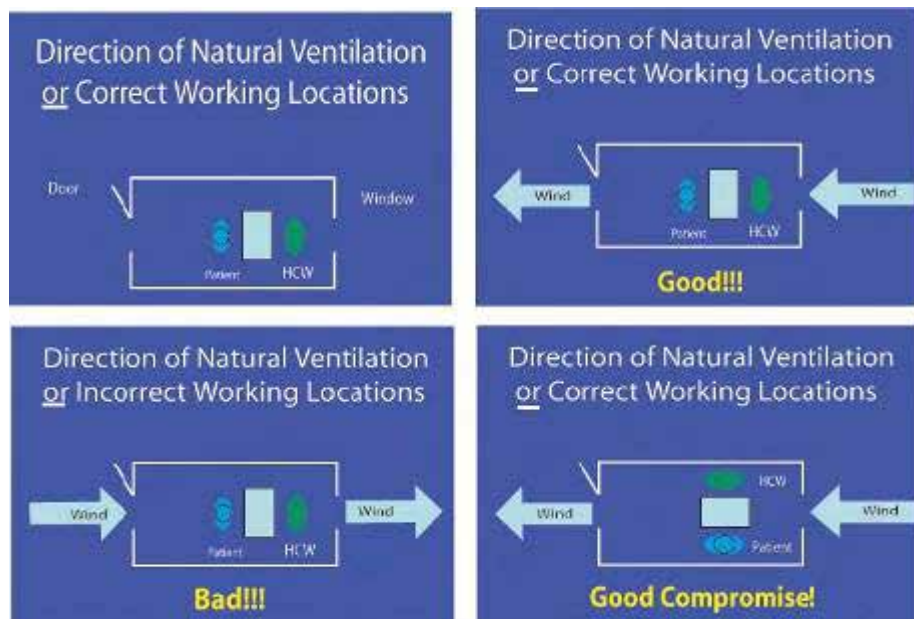 Direction of Natural Ventilation
or Correct Working Locations
Door
Window
Patient
HCW
Direction of Natural Ventilation
or Correct Working Locations
Wind
Wind
Patient
HCW
Good!!!
Direction of Natural Ventilation
or Incorrect Working Locations
Wind
Wind
Patient
HCW
Bad!!!
Direction of Natural Ventilation
or Correct Working Locations
HCW
Wind
Wind
Patient
Good Compromise!